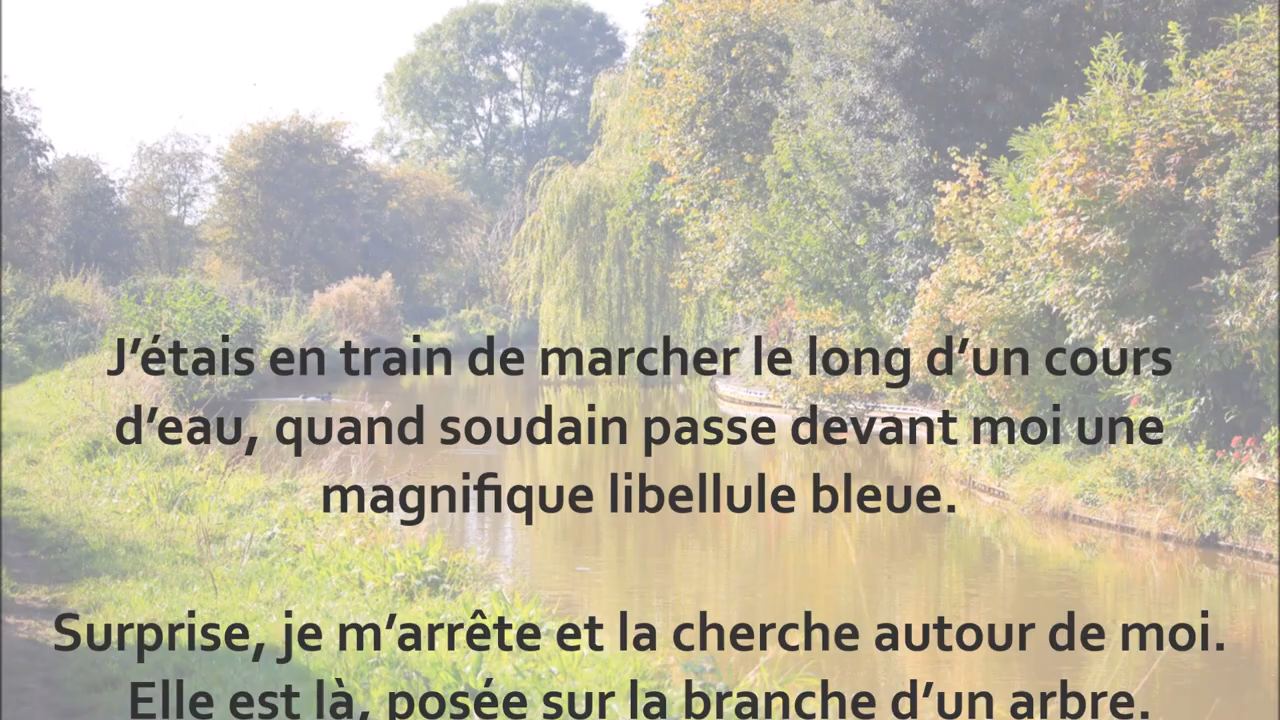 J’étais en train de marcher le long d’un cours
d’eau, quand soudain passe devant moi une
magnifique libellule bleue.
Surprise, je m’arrête et la cherche autour de moi.
Elle est là, posée sur la branche d’un arbre.